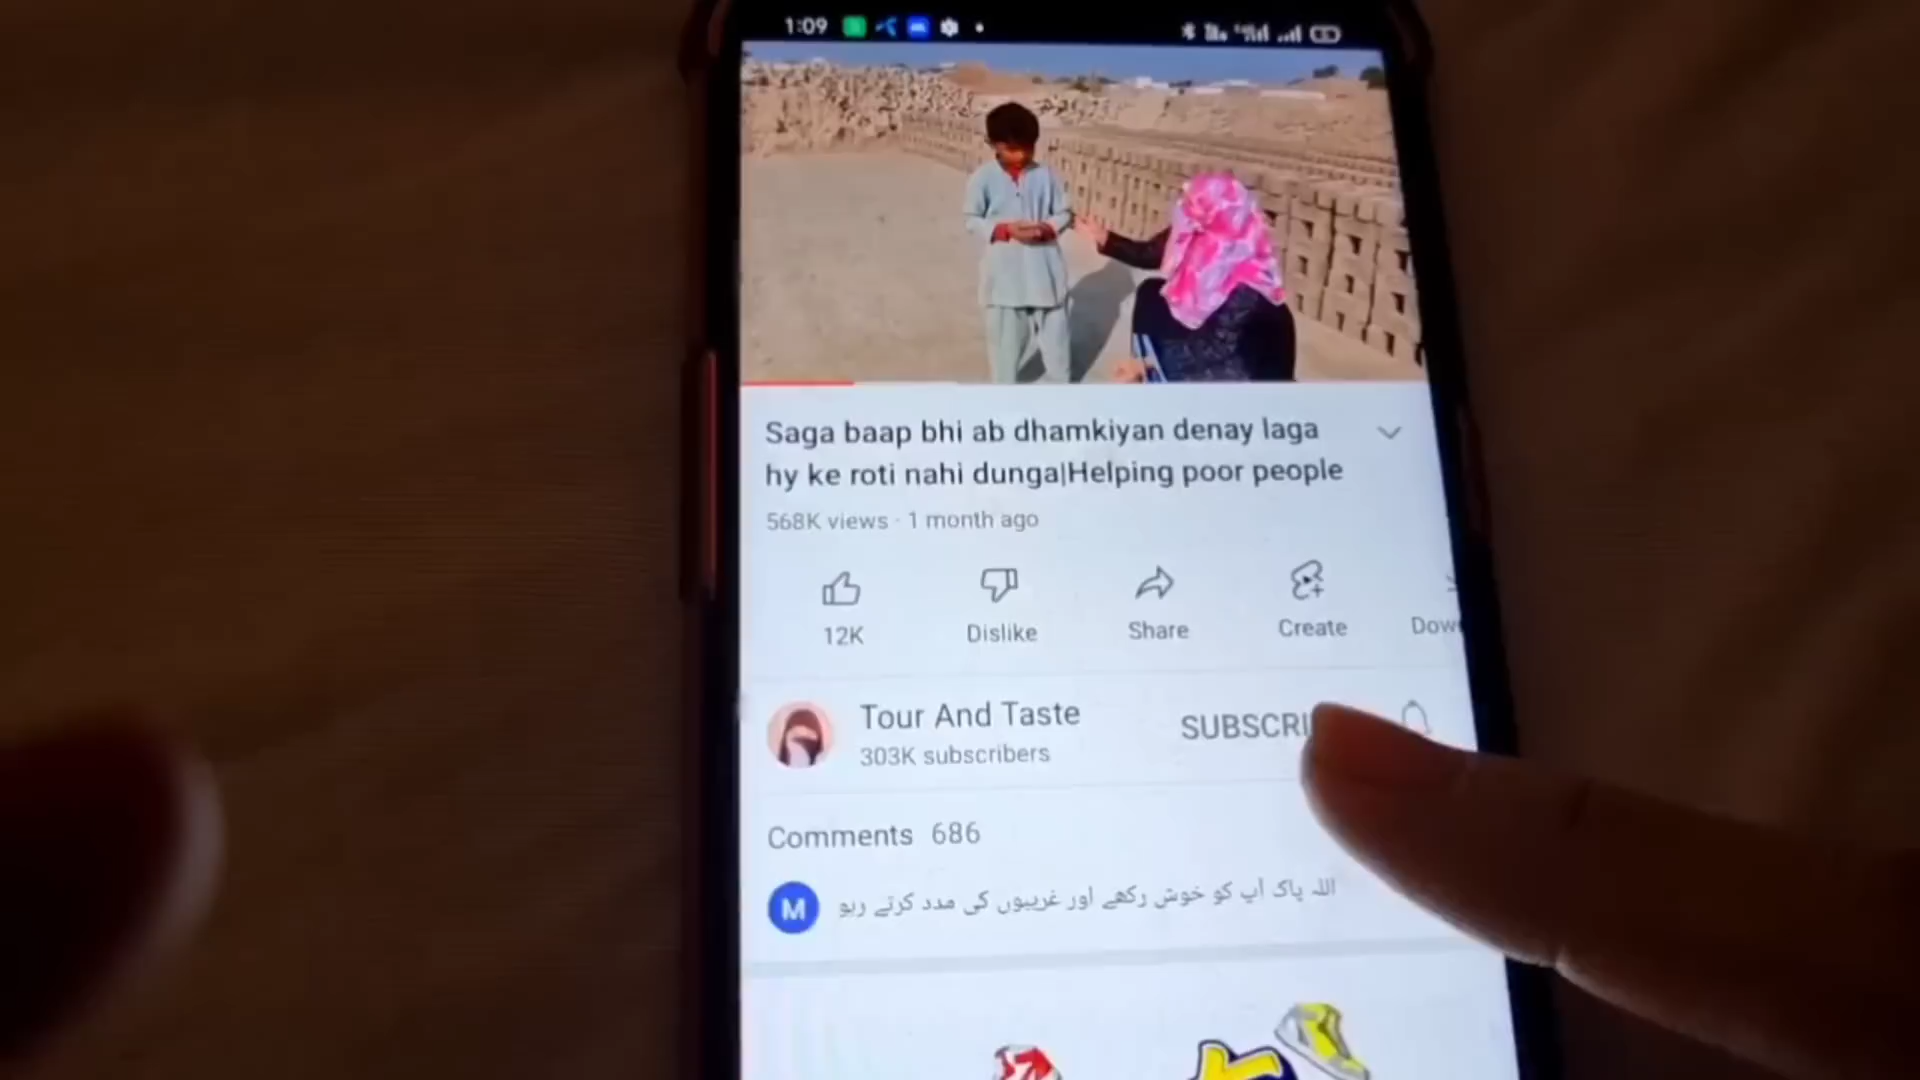 1:09
Saga baap bhi ab dhamkiyan denay laga
hy ke roti nahi dunga|Helping poor people
568K views · 1 month ago
12K
Dislike
Share
Create
Down
Tour And Taste
SUBSCRI
303K subscribers
Comments 686
M
اللہ پاک آپ کو خوش رکھے اور غریبوں کی مدد کرتے رہو